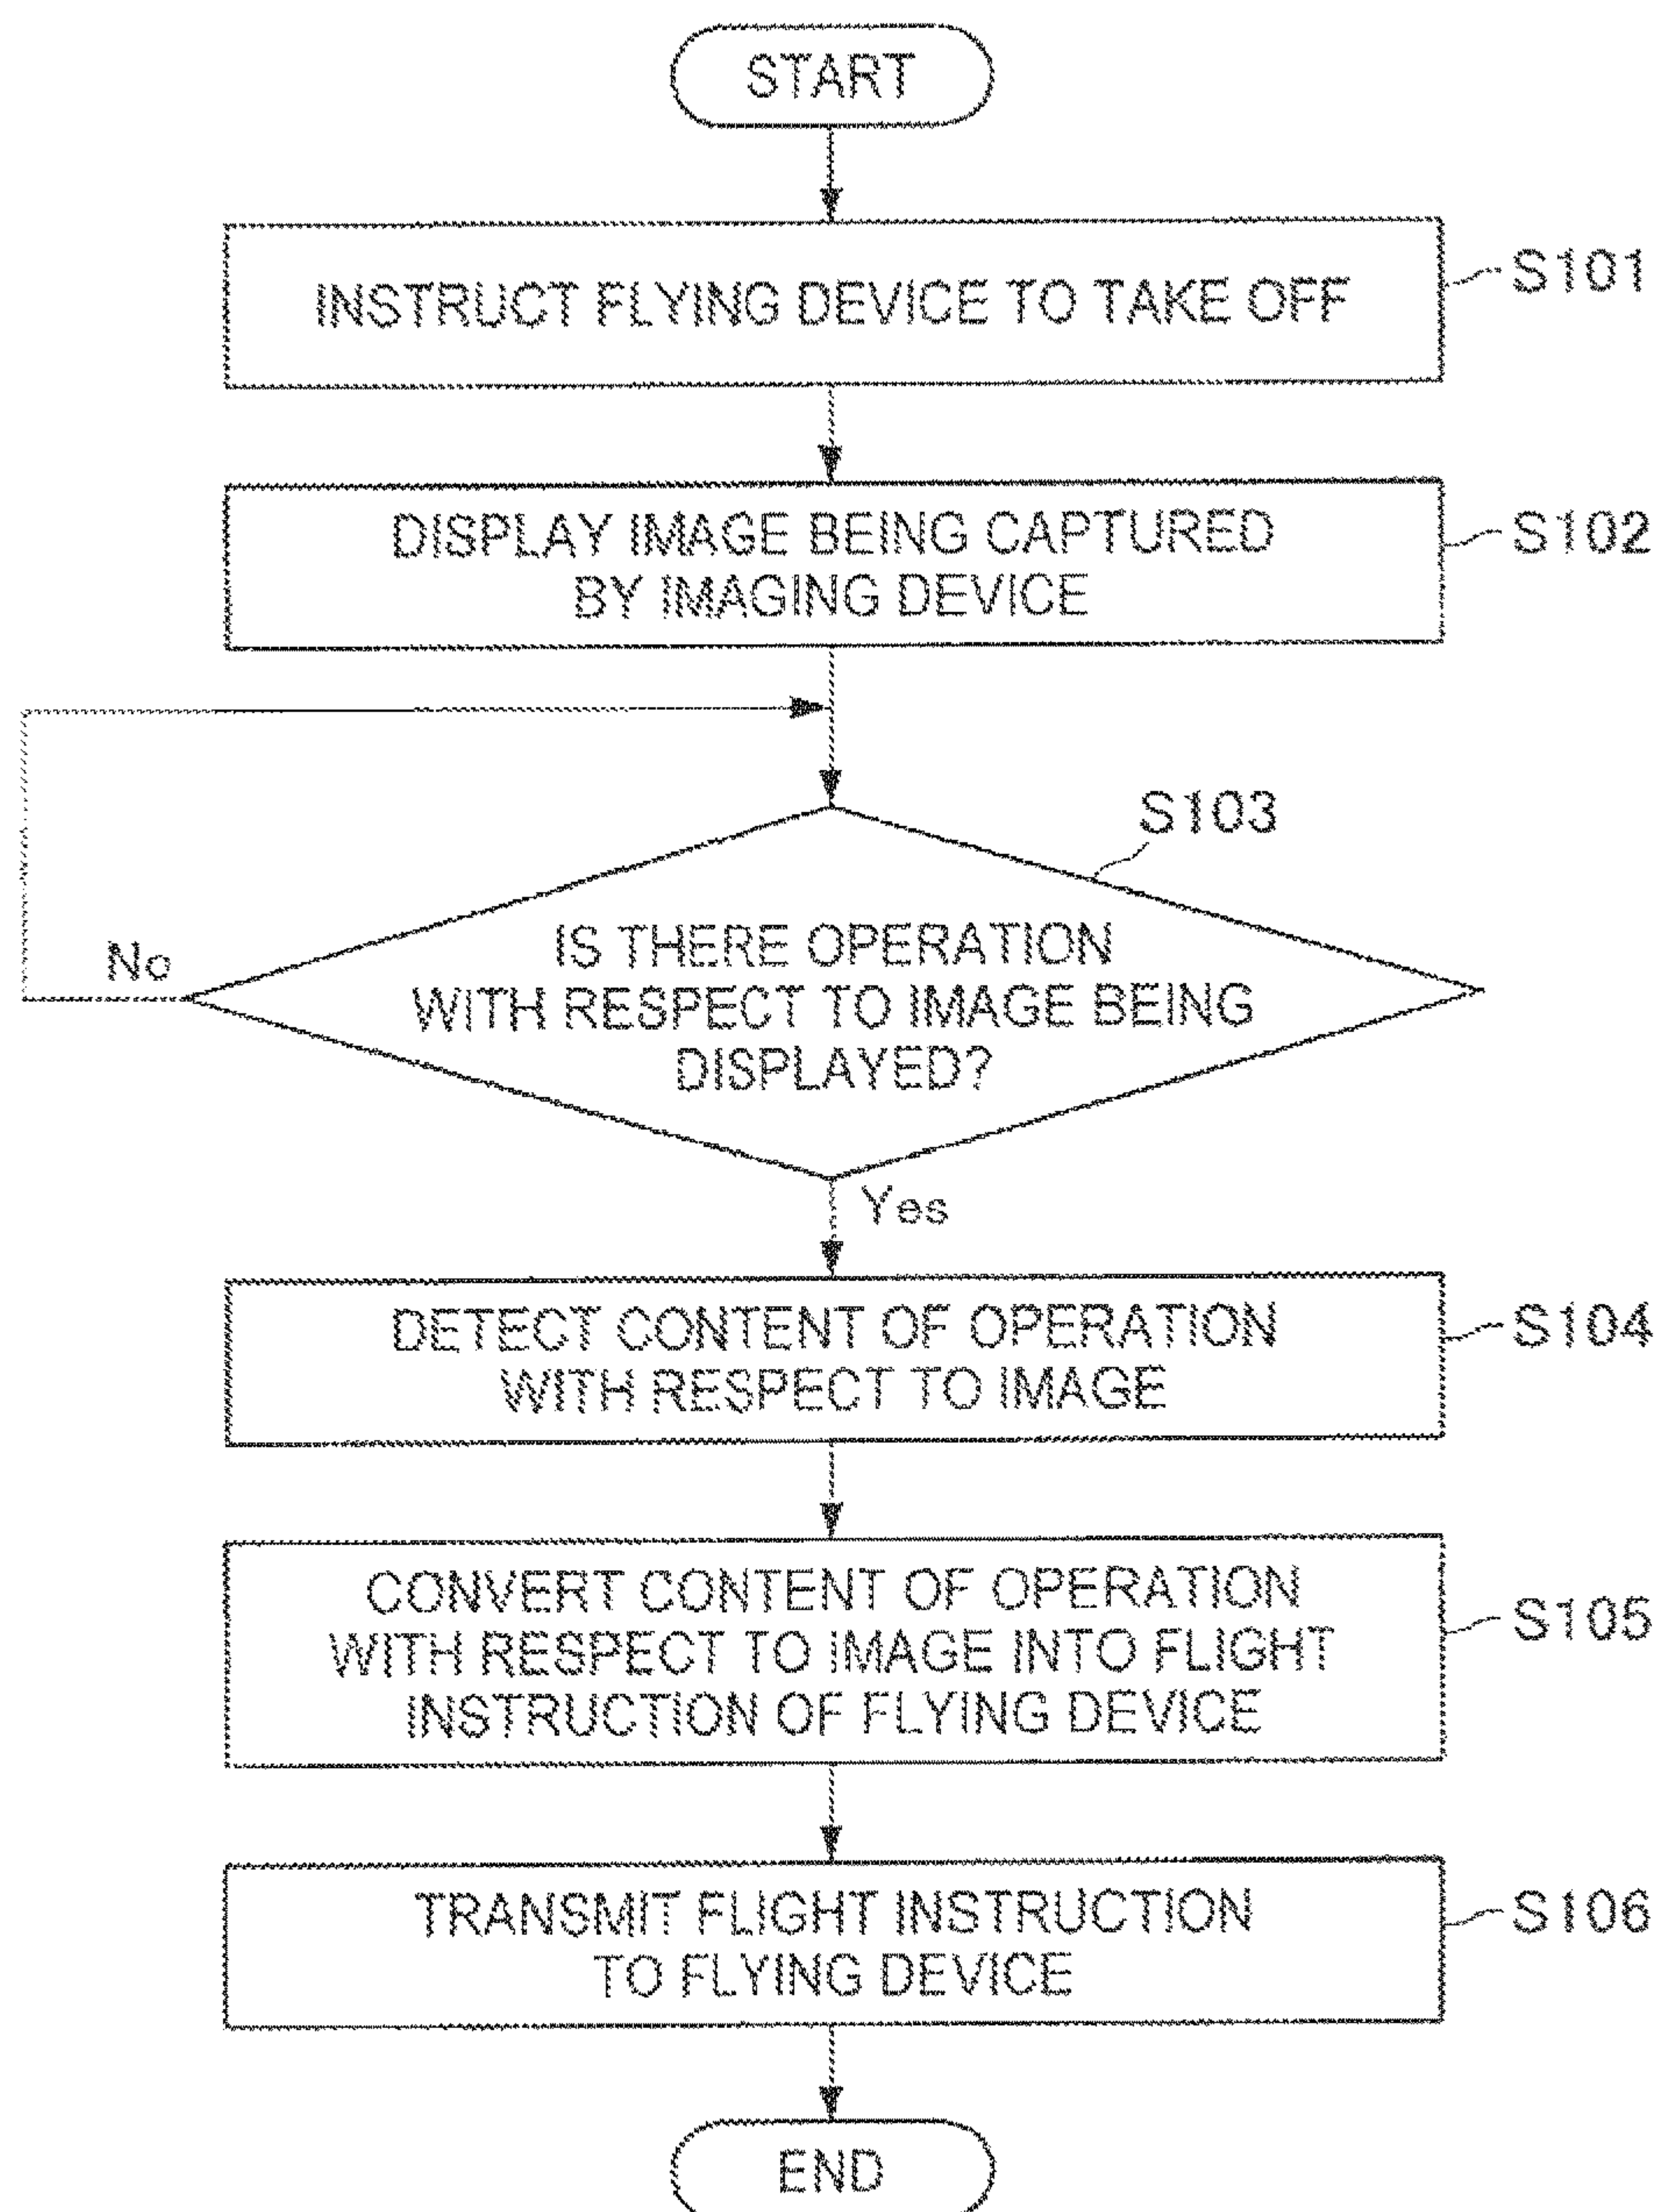 START
INSTRUCT FLYING DEVICE TO TAKE OFF
S101
DISPLAY IMAGE BEING CAPTURED
BY IMAGING DEVICE
S102
S103
IS THERE OPERATION
WITH RESPECT TO IMAGE BEING
DISPLAYED?
No
Yes
DETECT CONTENT OF OPERATION
WITH RESPECT TO IMAGE
S104
CONVERT CONTENT OF OPERATION
WITH RESPECT TO IMAGE INTO FLIGHT
INSTRUCTION OF FLYING DEVICE
S105
TRANSMIT FLIGHT INSTRUCTION
TO FLYING DEVICE
S106
END